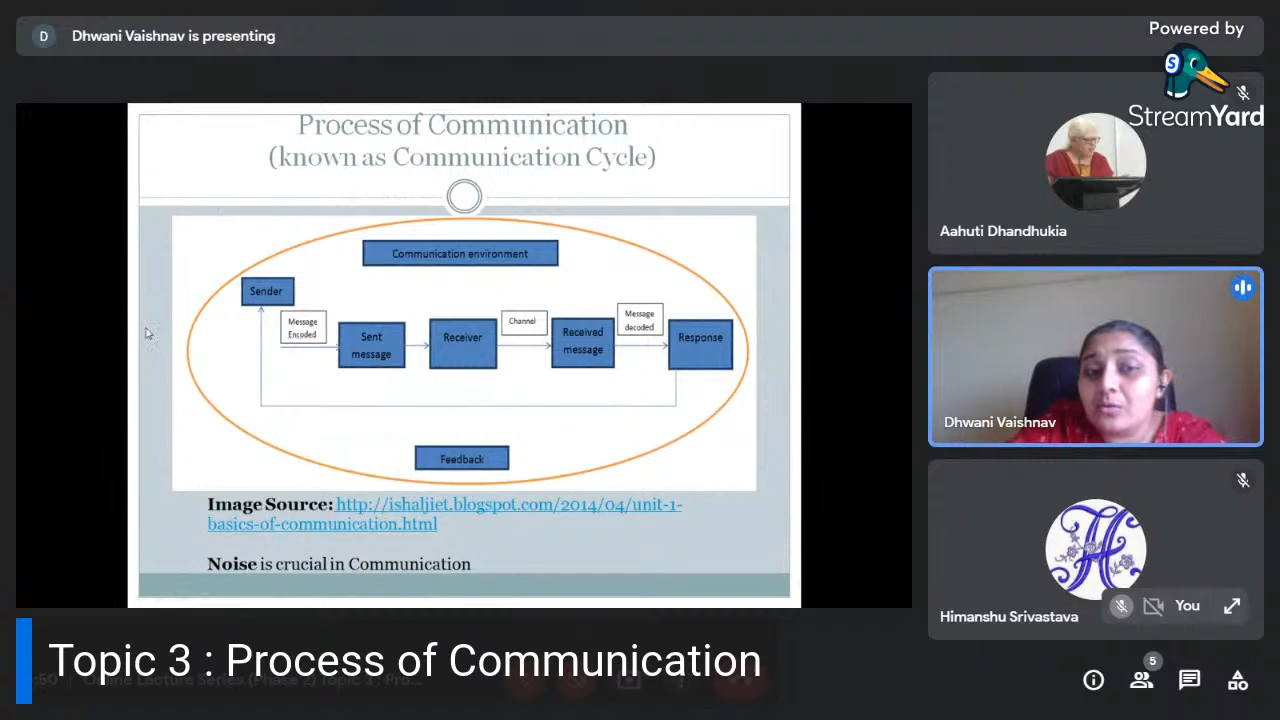 D
Dhwani Vaishnav is presenting
Powered by
S
StreamYard
Process of Communication
(known as Communication Cycle)
Communication environment
Sender
Message
Encoded
Sent
message
Receiver
Channel
Received
message
Message
decoded
Response
Feedback
Image Source: http://ishaljiet.blogspot.com/2014/04/unit-1-
basics-of-communication.html
Noise is crucial in Communication
Aahuti Dhandhukia
Dhwani Vaishnav
H
You
Himanshu Srivastava
Topic 3 : Process of Communication
5